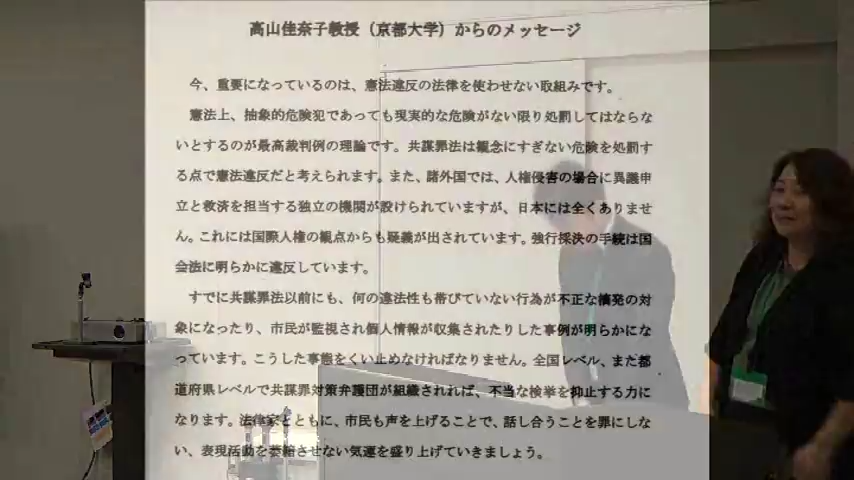 高山佳奈子教授（京都大学）からのメッセージ
今、重要になっているのは、憲法違反の法律を使わせない取組みです。
憲法上、抽象的危険犯であっても現実的な危険がない限り処罰してはならな
いとするのが最高裁判例の理論です。共謀罪法は観念にすぎない危険を処罰す
る点で憲法違反だと考えられます。また、諸外国では、人権侵害の場合に異議申
立と救済を担当する独立の機関が設けられていますが、日本には全くありませ
ん。これには国際人権の観点からも疑義が出されています。強行採決の手続は国
会法に明らかに違反しています。
すでに共謀罪法以前にも、何の違法性も帯びていない行為が不正な摘発の対
象になったり、市民が監視され個人情報が収集されたりした事例が明らかにな
っています。こうした事態をくい止めなければなりません。全国レベル、また都
道府県レベルで共謀罪対策弁護団が組織されれば、不当な検挙を抑止する力に
なります。法律家とともに、市民も声を上げることで、話し合うことを罪にしな
い、表現活動を萎縮させない気運を盛り上げていきましょう。